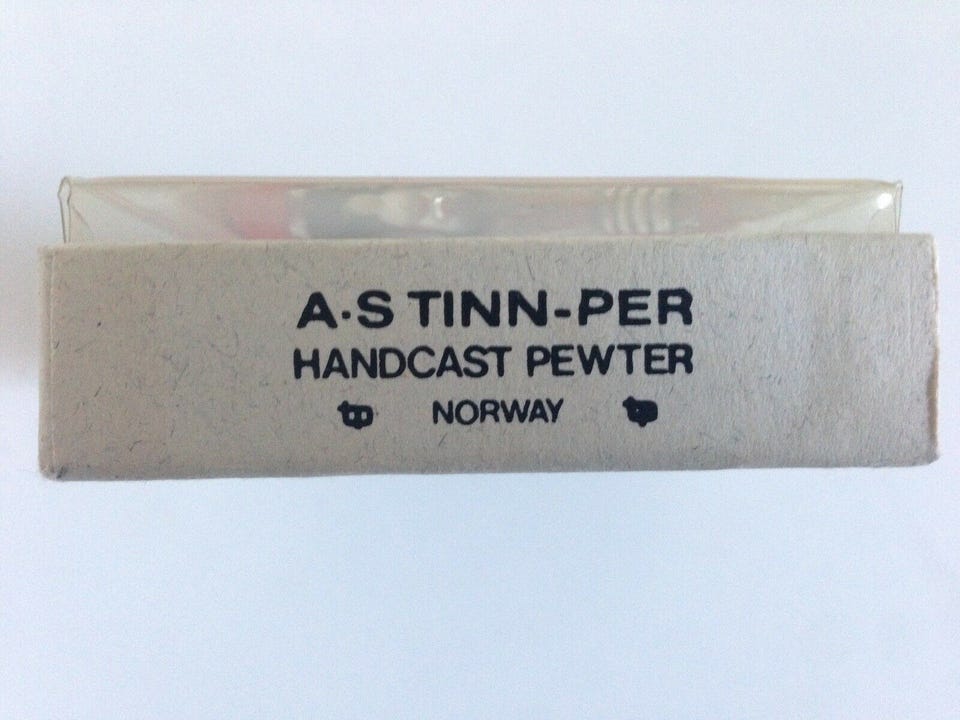 A·S TINN-PER
HANDCAST PEWTER
NORWAY